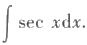 ∫ sec xdx.